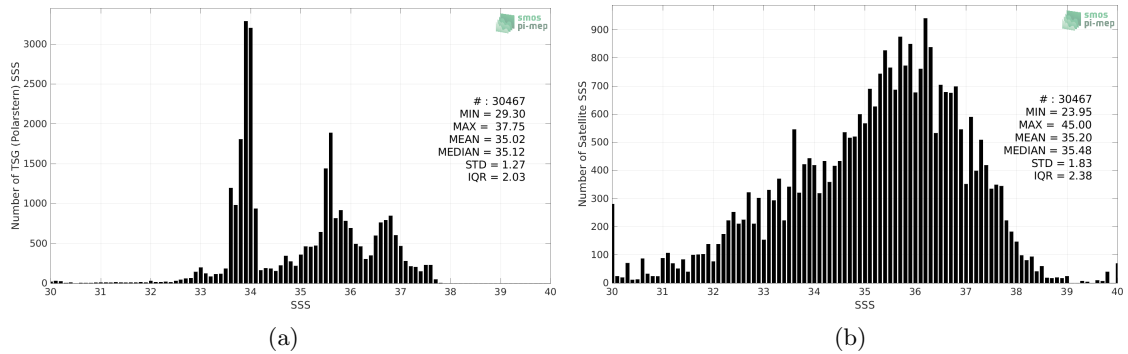 smos
pi-mep
Number of TSG (Polarstern) SSS
3000
2500
2000
1500
1000
500
0
# : 30467
MIN = 29.30
MAX = 37.75
MEAN = 35.02
MEDIAN = 35.12
STD = 1.27
IQR = 2.03
30 31 32 33 34 35 36 37 38 39 40
SSS
(a)
smos
pi-mep
Number of Satellite SSS
900
800
700
600
500
400
300
200
100
0
# : 30467
MIN = 23.95
MAX = 45.00
MEAN = 35.20
MEDIAN = 35.48
STD = 1.83
IQR = 2.38
30 31 32 33 34 35 36 37 38 39 40
SSS
(b)